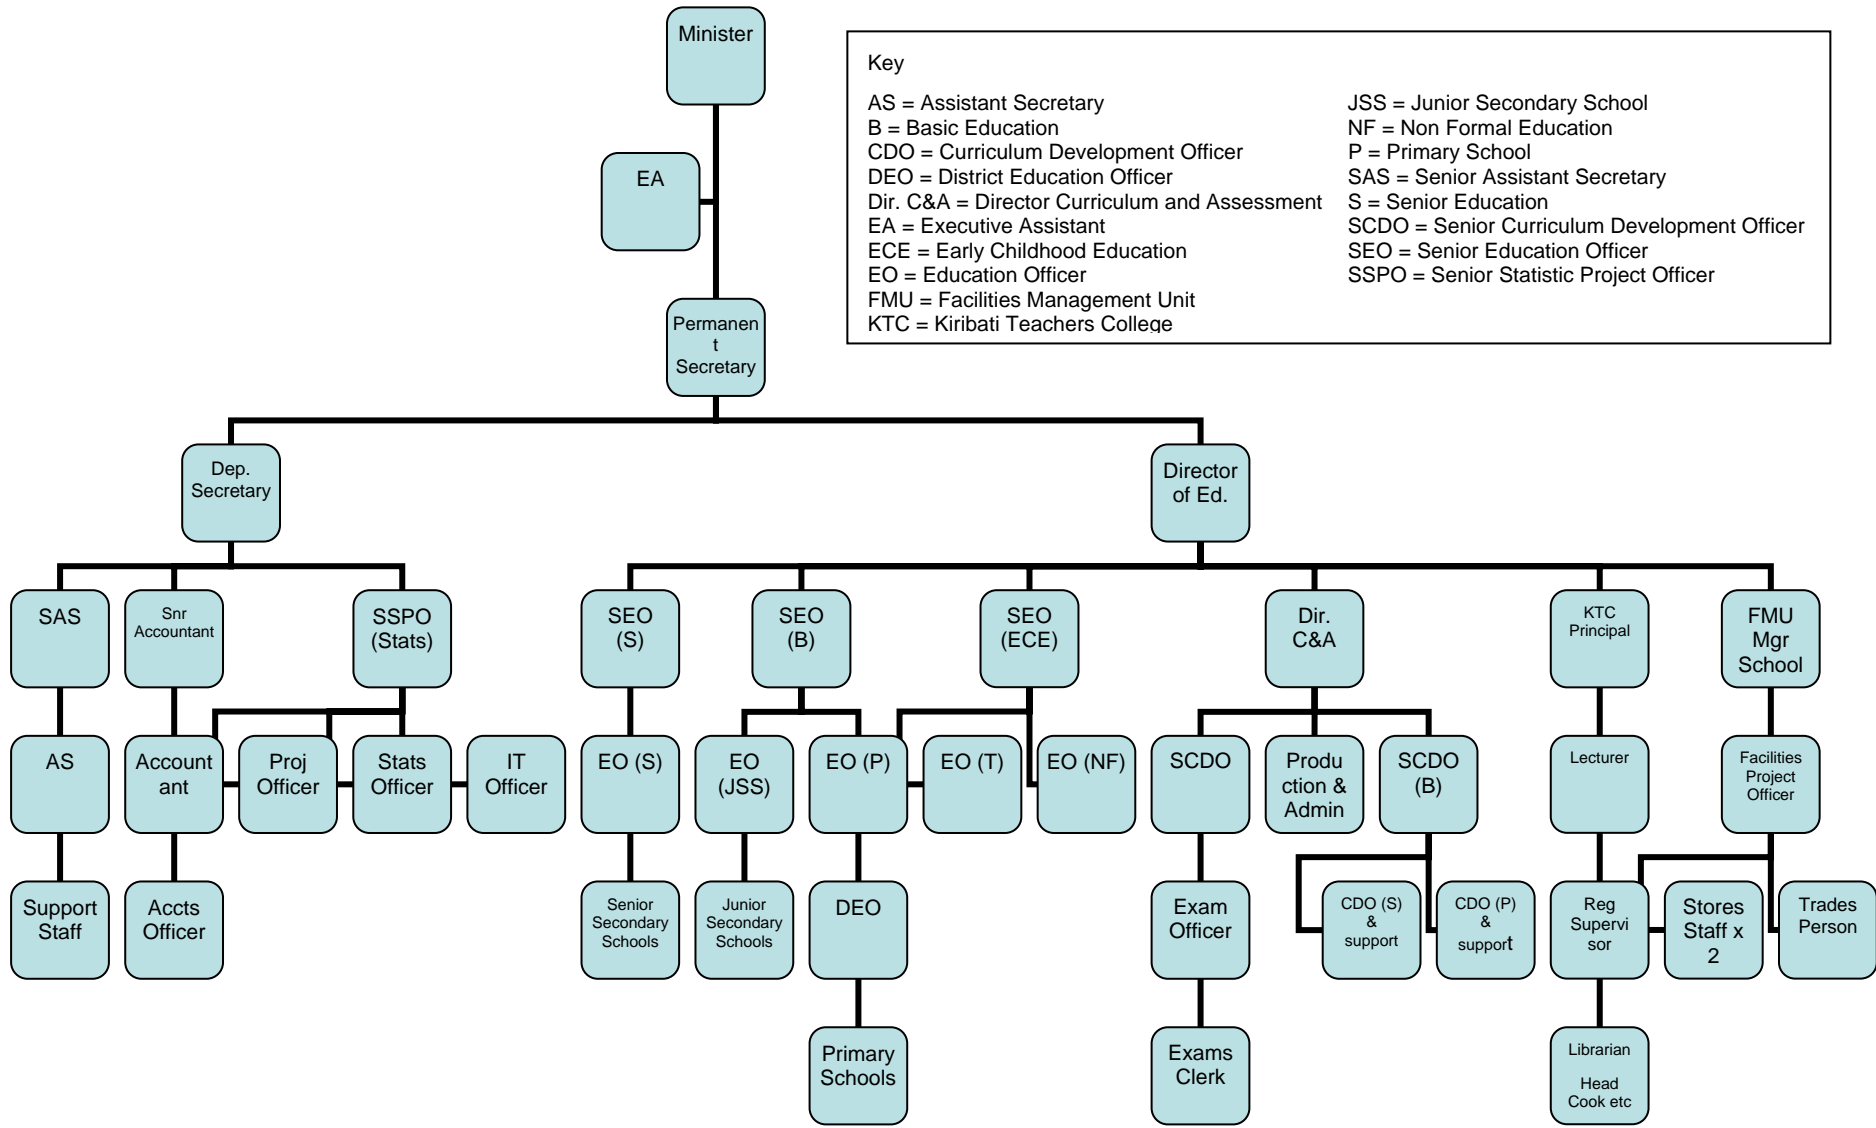 Minister
Key
AS = Assistant Secretary
B = Basic Education
CDO = Curriculum Development Officer
DEO = District Education Officer
Dir. C&A = Director Curriculum and Assessment
EA = Executive Assistant
ECE = Early Childhood Education
EO = Education Officer
FMU = Facilities Management Unit
KTC = Kiribati Teachers College
JSS = Junior Secondary School
NF = Non Formal Education
P = Primary School
SAS = Senior Assistant Secretary
S = Senior Education
SCDO = Senior Curriculum Development Officer
SEO = Senior Education Officer
SSPO = Senior Statistic Project Officer
EA
Permanen
t
Secretary
Dep.
Secretary
Director
of Ed.
SAS
Snr
Accountant
SSPO
(Stats)
SEO
(S)
SEO
(B)
SEO
(ECE)
Dir.
C&A
KTC
Principal
FMU
Mgr
School
AS
Account
ant
Proj
Officer
Stats
Officer
IT
Officer
EO (S)
EO
(JSS)
EO (P)
EO (T)
EO (NF)
SCDO
Produ
ction &
Admin
SCDO
(B)
Lecturer
Facilities
Project
Officer
Support
Staff
Accts
Officer
Senior
Secondary
Schools
Junior
Secondary
Schools
DEO
Exam
Officer
CDO (S)
&
support
CDO (P)
&
support
Reg
Supervi
sor
Stores
Staff x
2
Trades
Person
Primary
Schools
Exams
Clerk
Librarian
Head
Cook etc